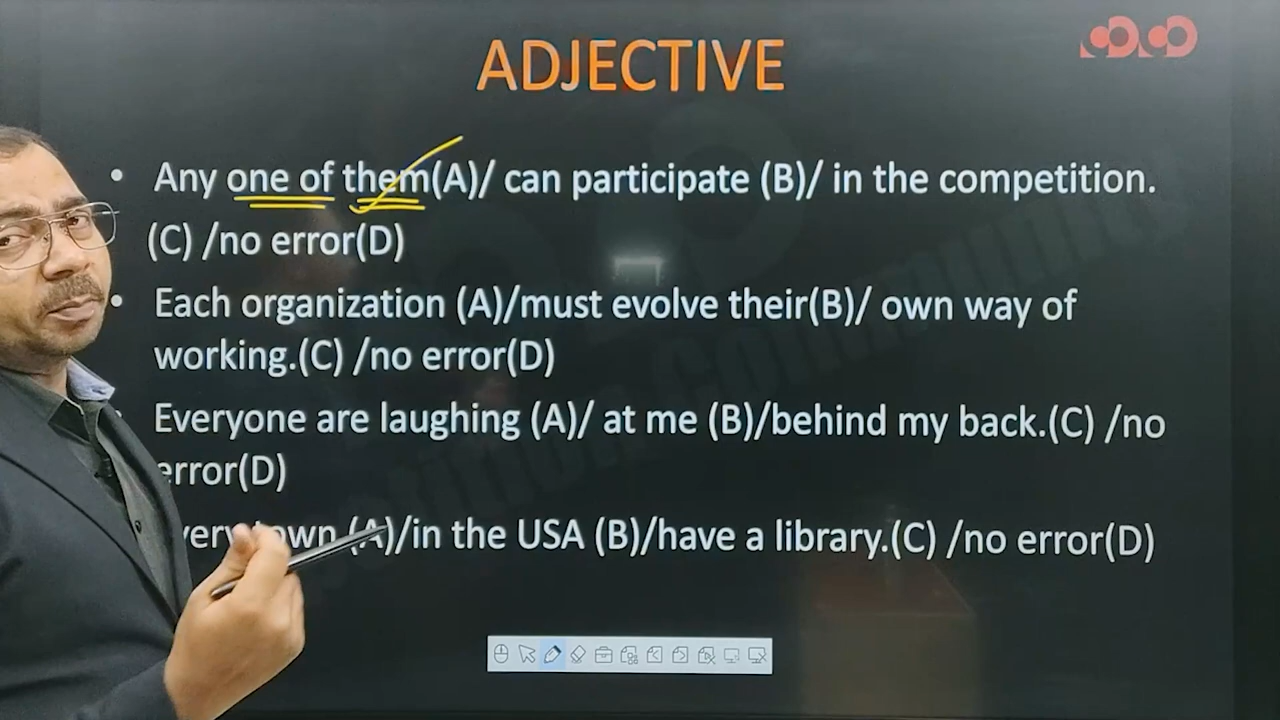 ADJECTIVE
• Any one of them(A)/ can participate (B)/ in the competition.
(C) /no error(D)
• Each organization (A)/must evolve their(B)/ own way of
working.(C) /no error(D)
Everyone are laughing (A)/ at me (B)/behind my back.(C) /no
error(D)
very town (A)/in the USA (B)/have a library.(C) /no error(D)